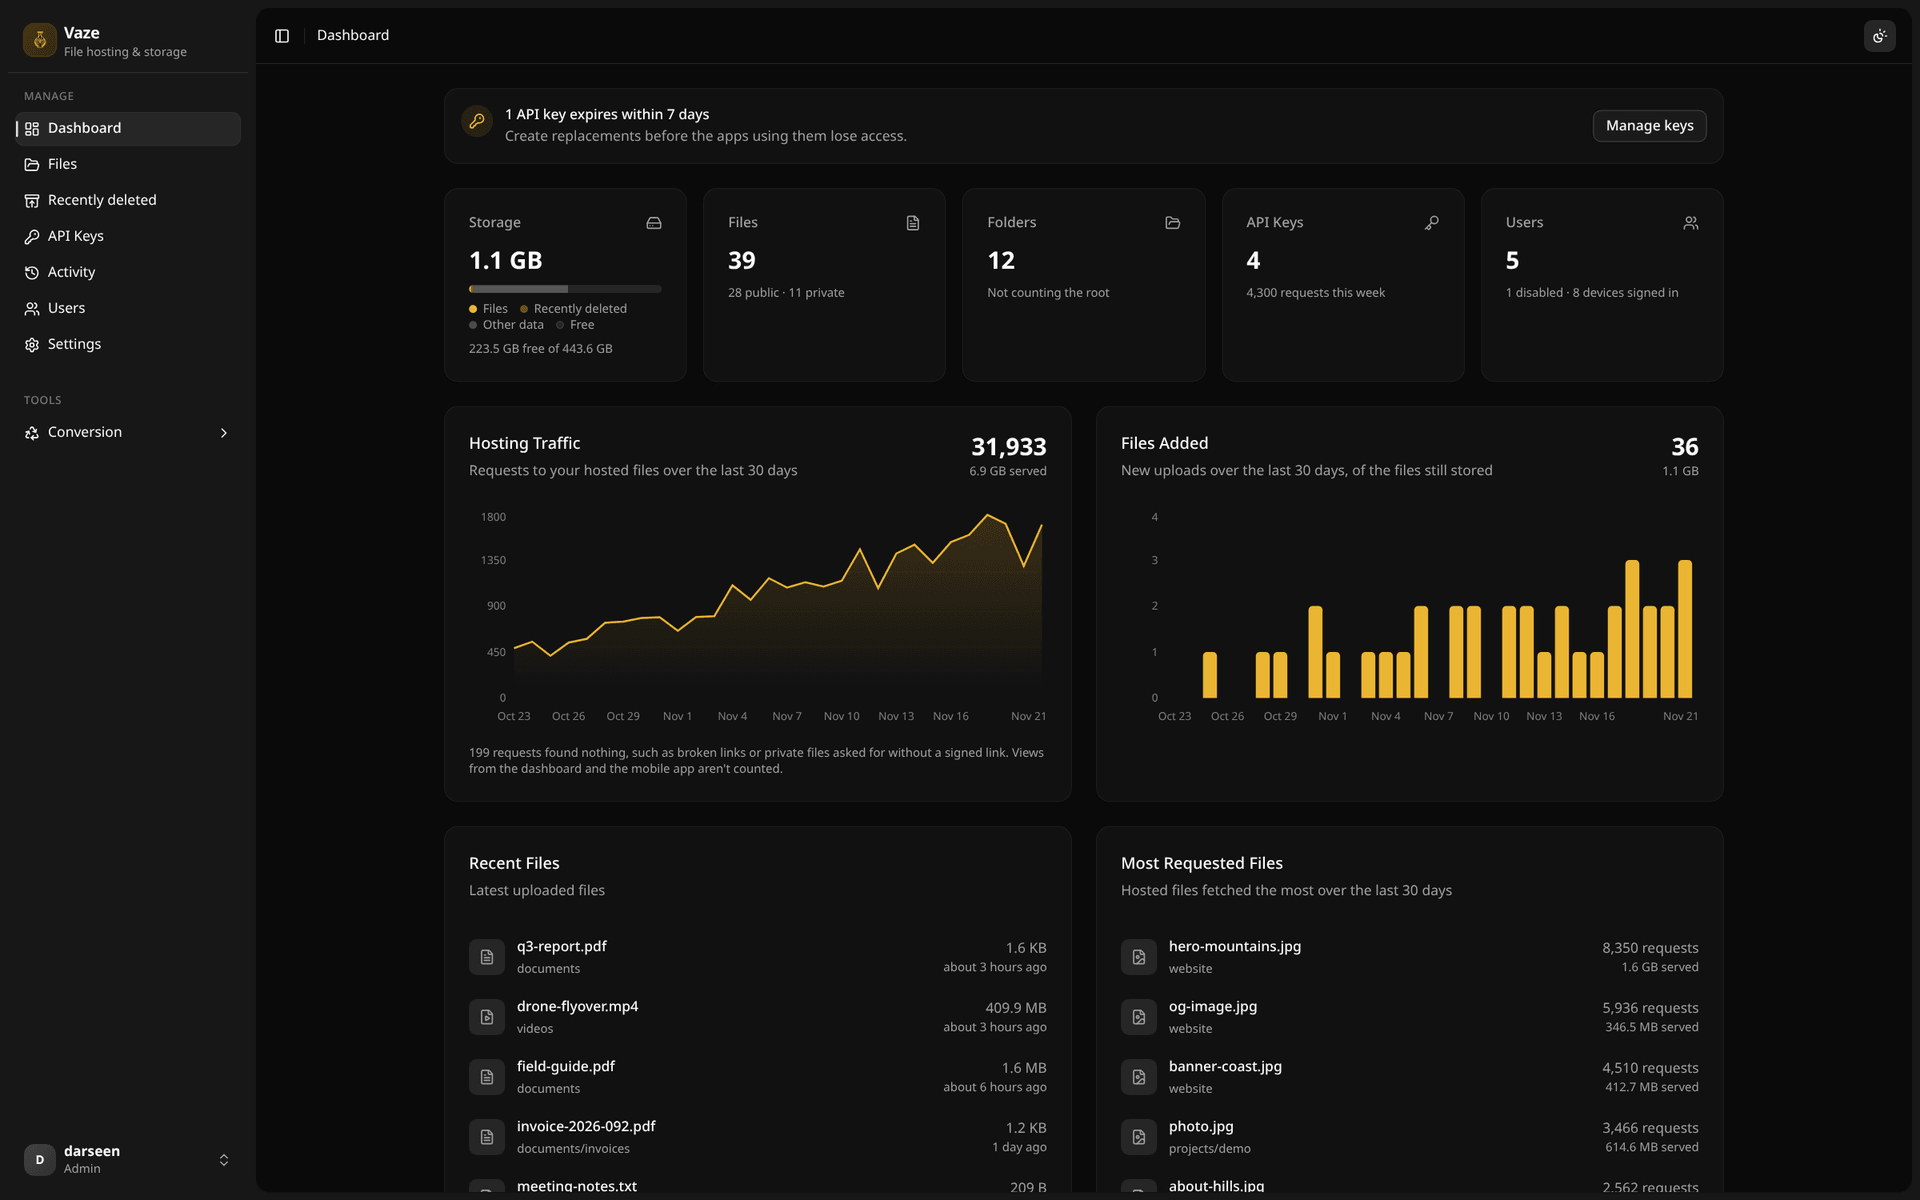 Vaze
File hosting & storage
MANAGE
Dashboard
Files
Recently deleted
API Keys
Activity
Users
Settings
TOOLS
Conversion
D
darseen
Admin
Dashboard
1 API key expires within 7 days
Create replacements before the apps using them lose access.
Manage keys
Storage
1.1 GB
Files
Recently deleted
Other data
Free
223.5 GB free of 443.6 GB
Files
39
28 public · 11 private
Folders
12
Not counting the root
API Keys
4
4,300 requests this week
Users
5
1 disabled · 8 devices signed in
Hosting Traffic
Requests to your hosted files over the last 30 days
31,933
6.9 GB served
1800
1350
900
450
0
Oct 23 Oct 26 Oct 29 Nov 1 Nov 4 Nov 7 Nov 10 Nov 13 Nov 16 Nov 21
199 requests found nothing, such as broken links or private files asked for without a signed link. Views
from the dashboard and the mobile app aren't counted.
Files Added
New uploads over the last 30 days, of the files still stored
36
1.1 GB
4
3
2
1
0
Oct 23 Oct 26 Oct 29 Nov 1 Nov 4 Nov 7 Nov 10 Nov 13 Nov 16 Nov 21
Recent Files
Latest uploaded files
q3-report.pdf
documents
1.6 KB
about 3 hours ago
drone-flyover.mp4
videos
409.9 MB
about 3 hours ago
field-guide.pdf
documents
1.6 MB
about 6 hours ago
invoice-2026-092.pdf
documents/invoices
1.2 KB
1 day ago
meeting-notes.txt
209 B
Most Requested Files
Hosted files fetched the most over the last 30 days
hero-mountains.jpg
website
8,350 requests
1.6 GB served
og-image.jpg
website
5,936 requests
346.5 MB served
banner-coast.jpg
website
4,510 requests
412.7 MB served
photo.jpg
projects/demo
3,466 requests
614.6 MB served
about-hills.jpg
2,562 requests